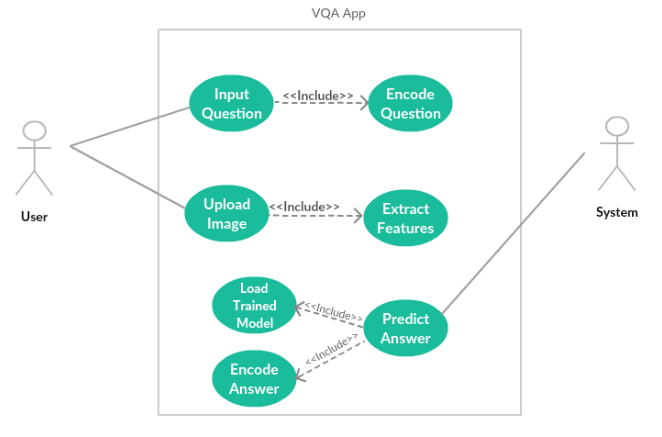 VQA App
Input
Question
<<Include>>
Encode
Question
User
System
Upload
Image
<<Include>>
Extract
Features
Load
Trained
Model
<<Include>>
Predict
Answer
<<Include>>
Encode
Answer